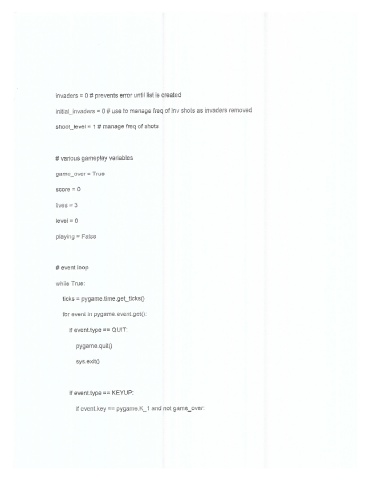 invaders = 0 # prevents error until list is created
initial_invaders = 0 # use to manage freq of inv shots as invaders removed
shoot_level = 1 # manage freq of shots
# various gameplay variables
game_over = True
score = 0
lives = 3
level = 0
playing = False
# event loop
while True:
ticks = pygame.time.get_ticks()
for event in pygame.event.get():
if event.type == QUIT:
pygame.quit()
sys.exit()
if event.type == KEYUP:
if event.key == pygame.K_1 and not game_over: